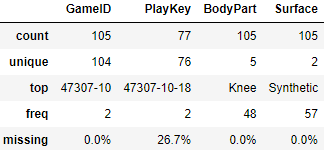 GameID PlayKey BodyPart Surface
count 105 77 105 105
unique 104 76 5 2
top 47307-10 47307-10-18 Knee Synthetic
freq 2 2 48 57
missing 0.0% 26.7% 0.0% 0.0%